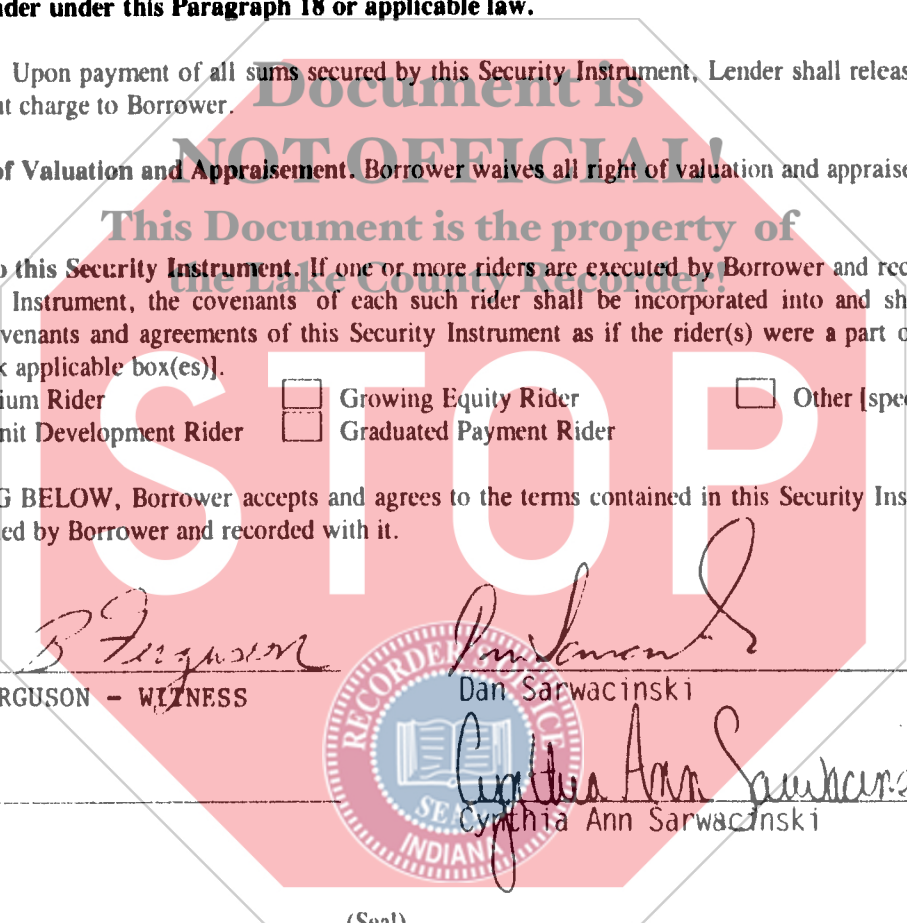 nder under this Paragraph 18 or applicable law.
Upon payment of all sums secured by this Security Instrument, Lender shall releas
ut charge to Borrower.
Document is
NOT OFFICIAL!
of Valuation and Appraisement. Borrower waives all right of valuation and appraise
This Document is the property of
the Lake County Recorder!
o this Security Instrument. If one or more riders are executed by Borrower and rec
Instrument, the covenants of each such rider shall be incorporated into and sh
venants and agreements of this Security Instrument as if the rider(s) were a part o
k applicable box(es)].
ium Rider Growing Equity Rider Other [spec
nit Development Rider Graduated Payment Rider
STOP
G BELOW, Borrower accepts and agrees to the terms contained in this Security Ins
ed by Borrower and recorded with it.
B Ferguson
RGUSON - WITNESS
Dan Sarwacinski
RECORDER OFFICE
SEAL
INDIANA
Cynthia Ann Sarwacins
Cynthia Ann Sarwacinski
(Seal)